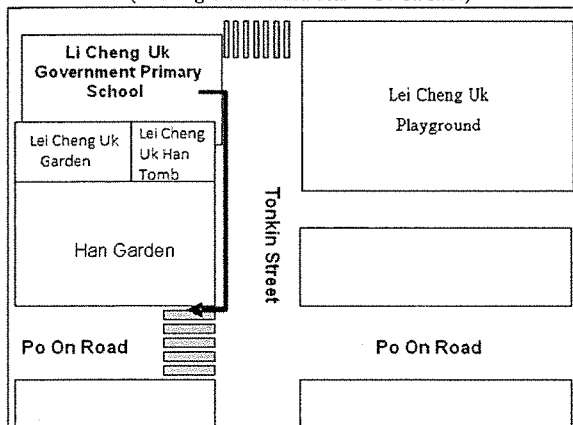 Li Cheng Uk
Government Primary
School
Lei Cheng Uk
Garden
Lei Cheng
Uk Han
Tomb
Lei Cheng Uk
Playground
Han Garden
Tonkin Street
Po On Road
Po On Road